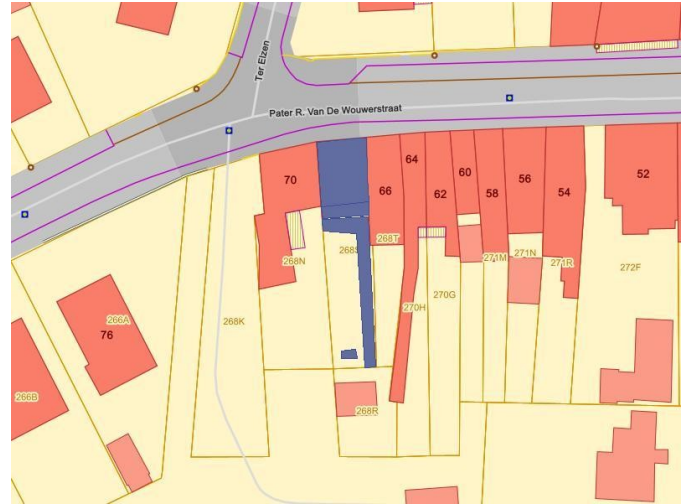 Ter Elzen
Pater R. Van De Wouwerstraat
70
66
64
62
60
58
56
54
52
268S
268T
268N
271M
271N
271R
272F
270G
270H
268K
266A
76
266B
268R